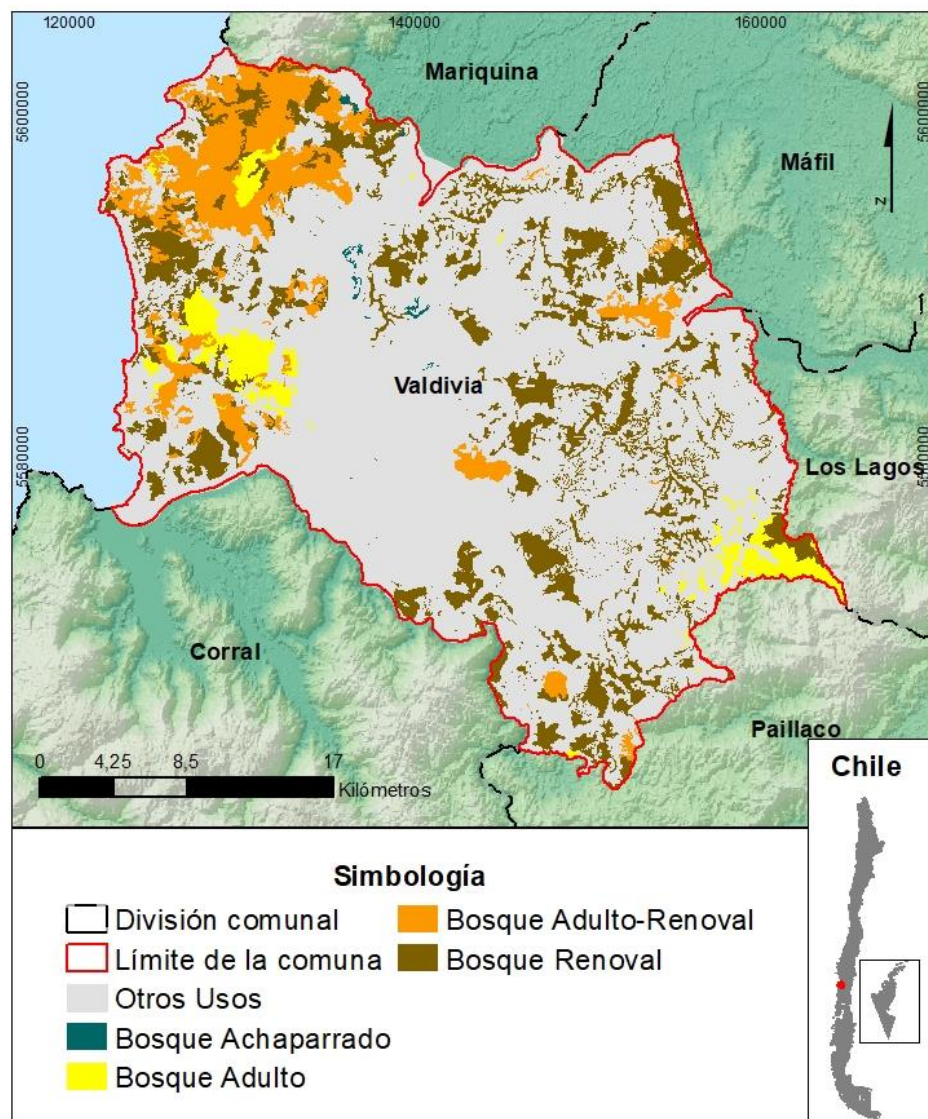 120000 140000 160000
Mariquina
5600000 5600000
Máfil
N
Valdivia
Los Lagos
5580000
Corral
Paillaco
0 4,25 8,5 17
Kilómetros
Chile
Simbología
División comunal
Límite de la comuna
Otros Usos
Bosque Achaparrado
Bosque Adulto
Bosque Adulto-Renoval
Bosque Renoval